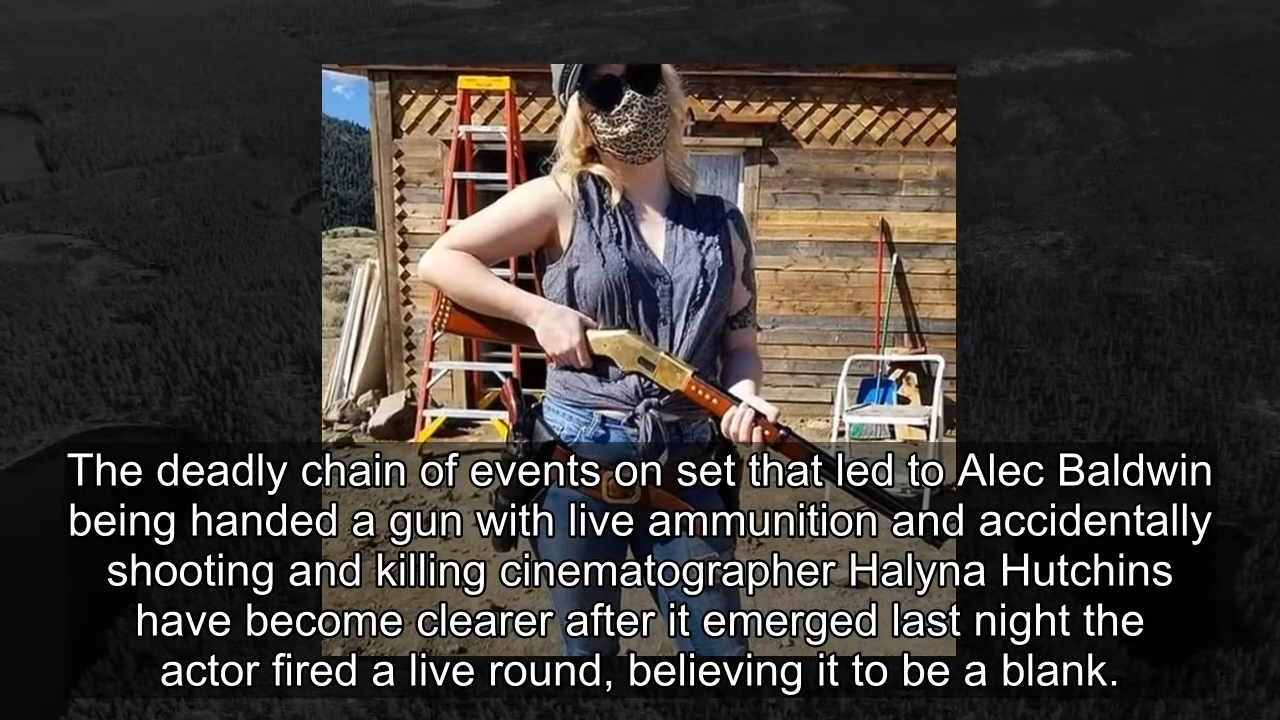 The deadly chain of events on set that led to Alec Baldwin
being handed a gun with live ammunition and accidentally
shooting and killing cinematographer Halyna Hutchins
have become clearer after it emerged last night the
actor fired a live round, believing it to be a blank.